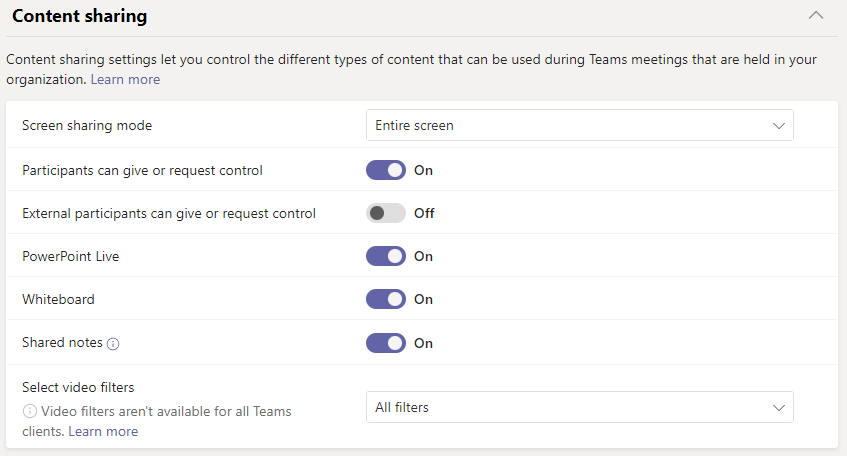 Content sharing
Content sharing settings let you control the different types of content that can be used during Teams meetings that are held in your
organization. Learn more
Screen sharing mode
Entire screen
Participants can give or request control
On
External participants can give or request control
Off
PowerPoint Live
On
Whiteboard
On
Shared notes
On
Select video filters
Video filters aren't available for all Teams
clients. Learn more
All filters